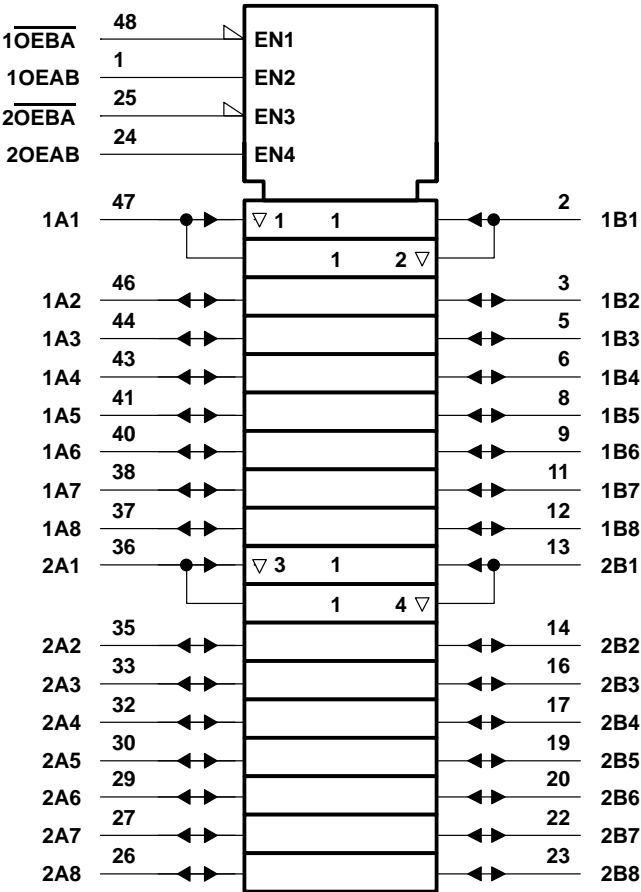 1OEBA 48 EN1
1OEAB 1 EN2
2OEBA 25 EN3
2OEAB 24 EN4
1A1 47 ▽ 1 1 2 1B1
1 2 ▽
1A2 46 3 1B2
1A3 44 5 1B3
1A4 43 6 1B4
1A5 41 8 1B5
1A6 40 9 1B6
1A7 38 11 1B7
1A8 37 12 1B8
2A1 36 ▽ 3 1 13 2B1
1 4 ▽
2A2 35 14 2B2
2A3 33 16 2B3
2A4 32 17 2B4
2A5 30 19 2B5
2A6 29 20 2B6
2A7 27 22 2B7
2A8 26 23 2B8